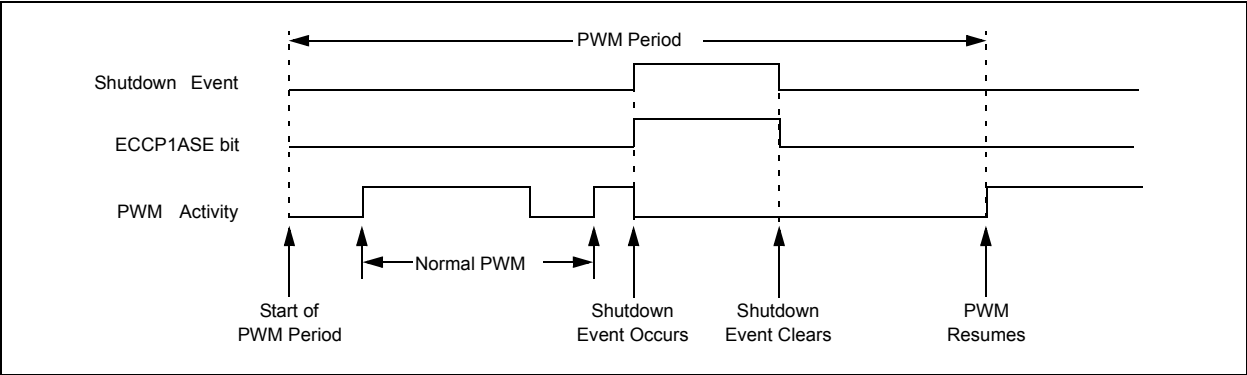 PWM Period
Shutdown Event
ECCP1ASE bit
PWM Activity
Normal PWM
Start of
PWM Period
Shutdown
Event Occurs
Shutdown
Event Clears
PWM
Resumes